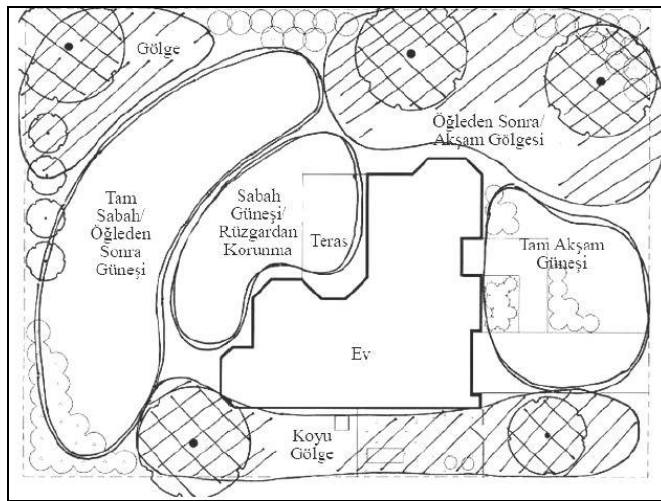 Gölge
Öğleden Sonra/
Akşam Gölgesi
Tam
Sabah/
Öğleden
Sonra
Güneşi
Sabah
Güneşi/
Rüzgardan
Korunma
Teras
Tam Akşam
Güneşi
Ev
Koyu
Gölge